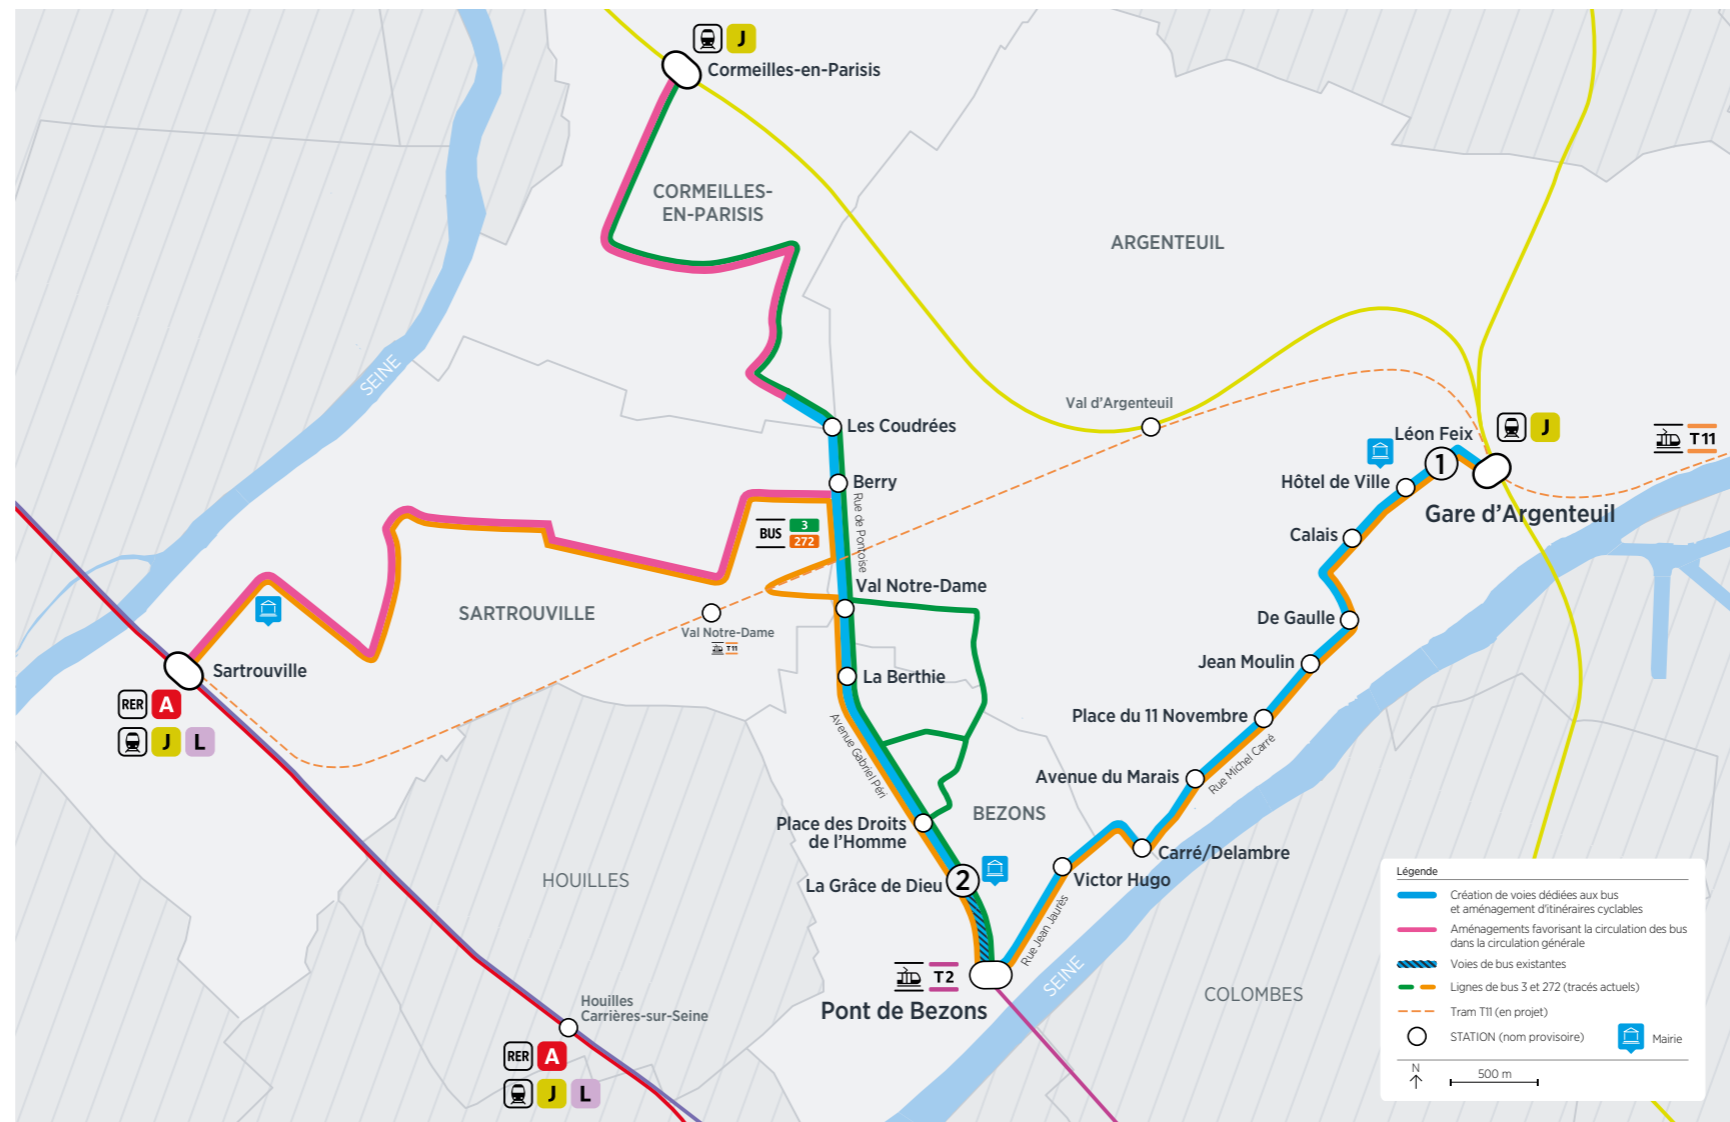 J
Cormeilles-en-Parisis
CORMEILLES-
EN-PARISIS
ARGENTEUIL
SEINE
Val d'Argenteuil
Les Coudrées
Berry
Rue de Pontoise
BUS
3
272
Val Notre-Dame
SARTROUVILLE
Val Notre-Dame
T11
La Berthie
Sartrouville
RER A
J L
Avenue Gabriel Péri
Place des Droits
de l'Homme
BEZONS
La Grâce de Dieu
2
HOUILLES
T2
Pont de Bezons
Houilles
Carrières-sur-Seine
RER A
J L
Léon Feix
1
J
T11
Hôtel de Ville
Gare d'Argenteuil
Calais
De Gaulle
Jean Moulin
Place du 11 Novembre
Rue Michel Carré
Avenue du Marais
Carré/Delambre
Victor Hugo
Rue Jean Jaurès
SEINE
COLOMBES
Légende
Création de voies dédiées aux bus
et aménagement d'itinéraires cyclables
Aménagements favorisant la circulation des bus
dans la circulation générale
Voies de bus existantes
Lignes de bus 3 et 272 (tracés actuels)
Tram T11 (en projet)
STATION (nom provisoire)
Mairie
N
500 m